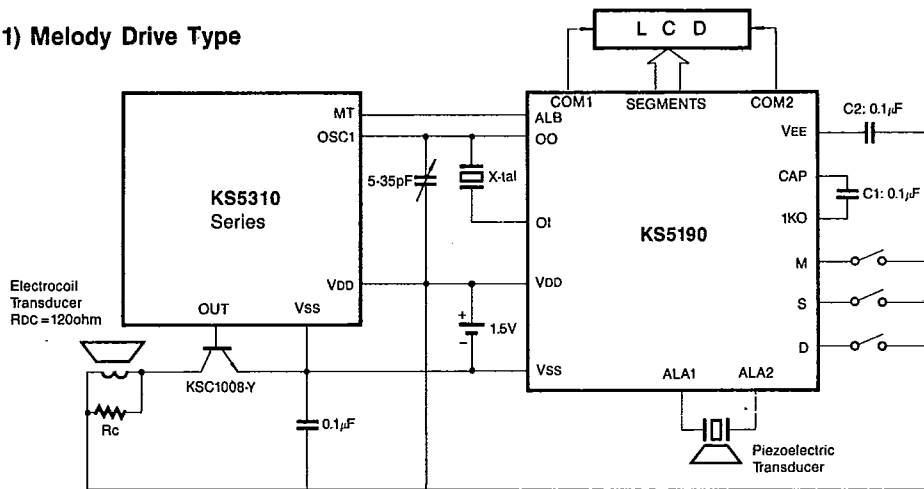 1) Melody Drive Type
L C D
COM1
SEGMENTS
COM2
MT
ALB
OSC1
OO
VEE
C2: 0.1μF
5-35pF
X-tal
CAP
C1: 0.1μF
KS5310
Series
OI
KS5190
1KO
M
Electrocoil
Transducer
RDC=120ohm
VDD
VDD
S
OUT
VSS
+
1.5V
−
D
KSC1008-Y
VSS
ALA1
ALA2
Rc
0.1μF
Piezoelectric
Transducer